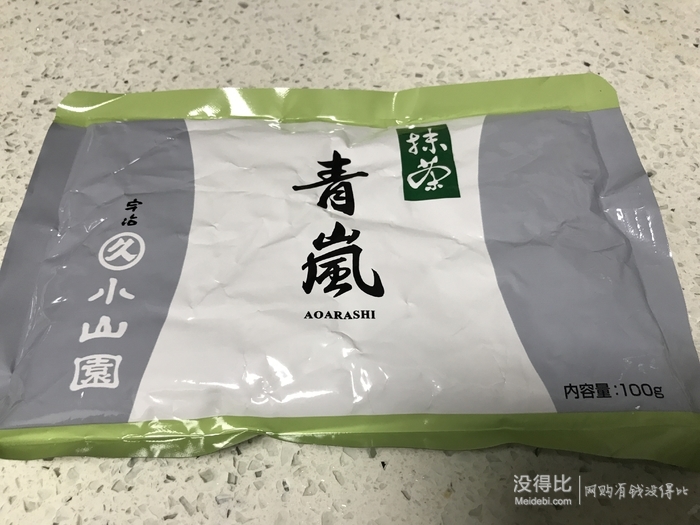 抹茶
青嵐
AOARASHI
宇治
久
小山園
内容量:100g
没得比
Meidebi.com
网购有钱没得比